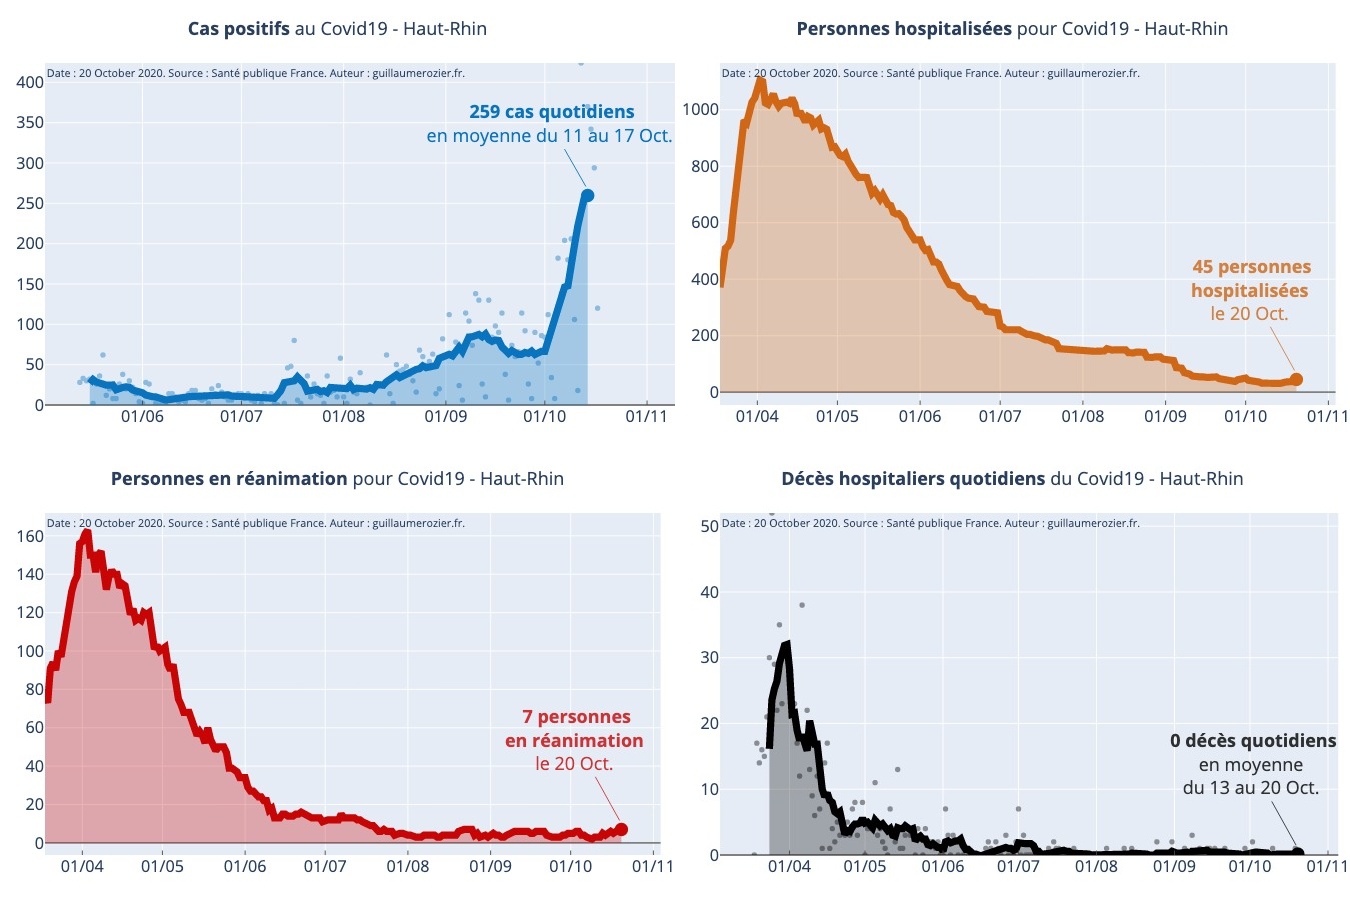 Cas positifs au Covid19 - Haut-Rhin
Date : 20 October 2020. Source : Santé publique France. Auteur : guillaumerozier.fr.
259 cas quotidiens
en moyenne du 11 au 17 Oct.
400
350
300
250
200
150
100
50
0
01/06 01/07 01/08 01/09 01/10 01/11
Personnes hospitalisées pour Covid19 - Haut-Rhin
Date : 20 October 2020. Source : Santé publique France. Auteur : guillaumerozier.fr.
1000
800
600
400
200
0
45 personnes
hospitalisées
le 20 Oct.
01/04 01/05 01/06 01/07 01/08 01/09 01/10 01/11
Personnes en réanimation pour Covid19 - Haut-Rhin
Date : 20 October 2020. Source : Santé publique France. Auteur : guillaumerozier.fr.
160
140
120
100
80
60
40
20
0
7 personnes
en réanimation
le 20 Oct.
01/04 01/05 01/06 01/07 01/08 01/09 01/10 01/11
Décès hospitaliers quotidiens du Covid19 - Haut-Rhin
Date : 20 October 2020. Source : Santé publique France. Auteur : guillaumerozier.fr.
50
40
30
20
10
0
0 décès quotidiens
en moyenne
du 13 au 20 Oct.
01/04 01/05 01/06 01/07 01/08 01/09 01/10 01/11